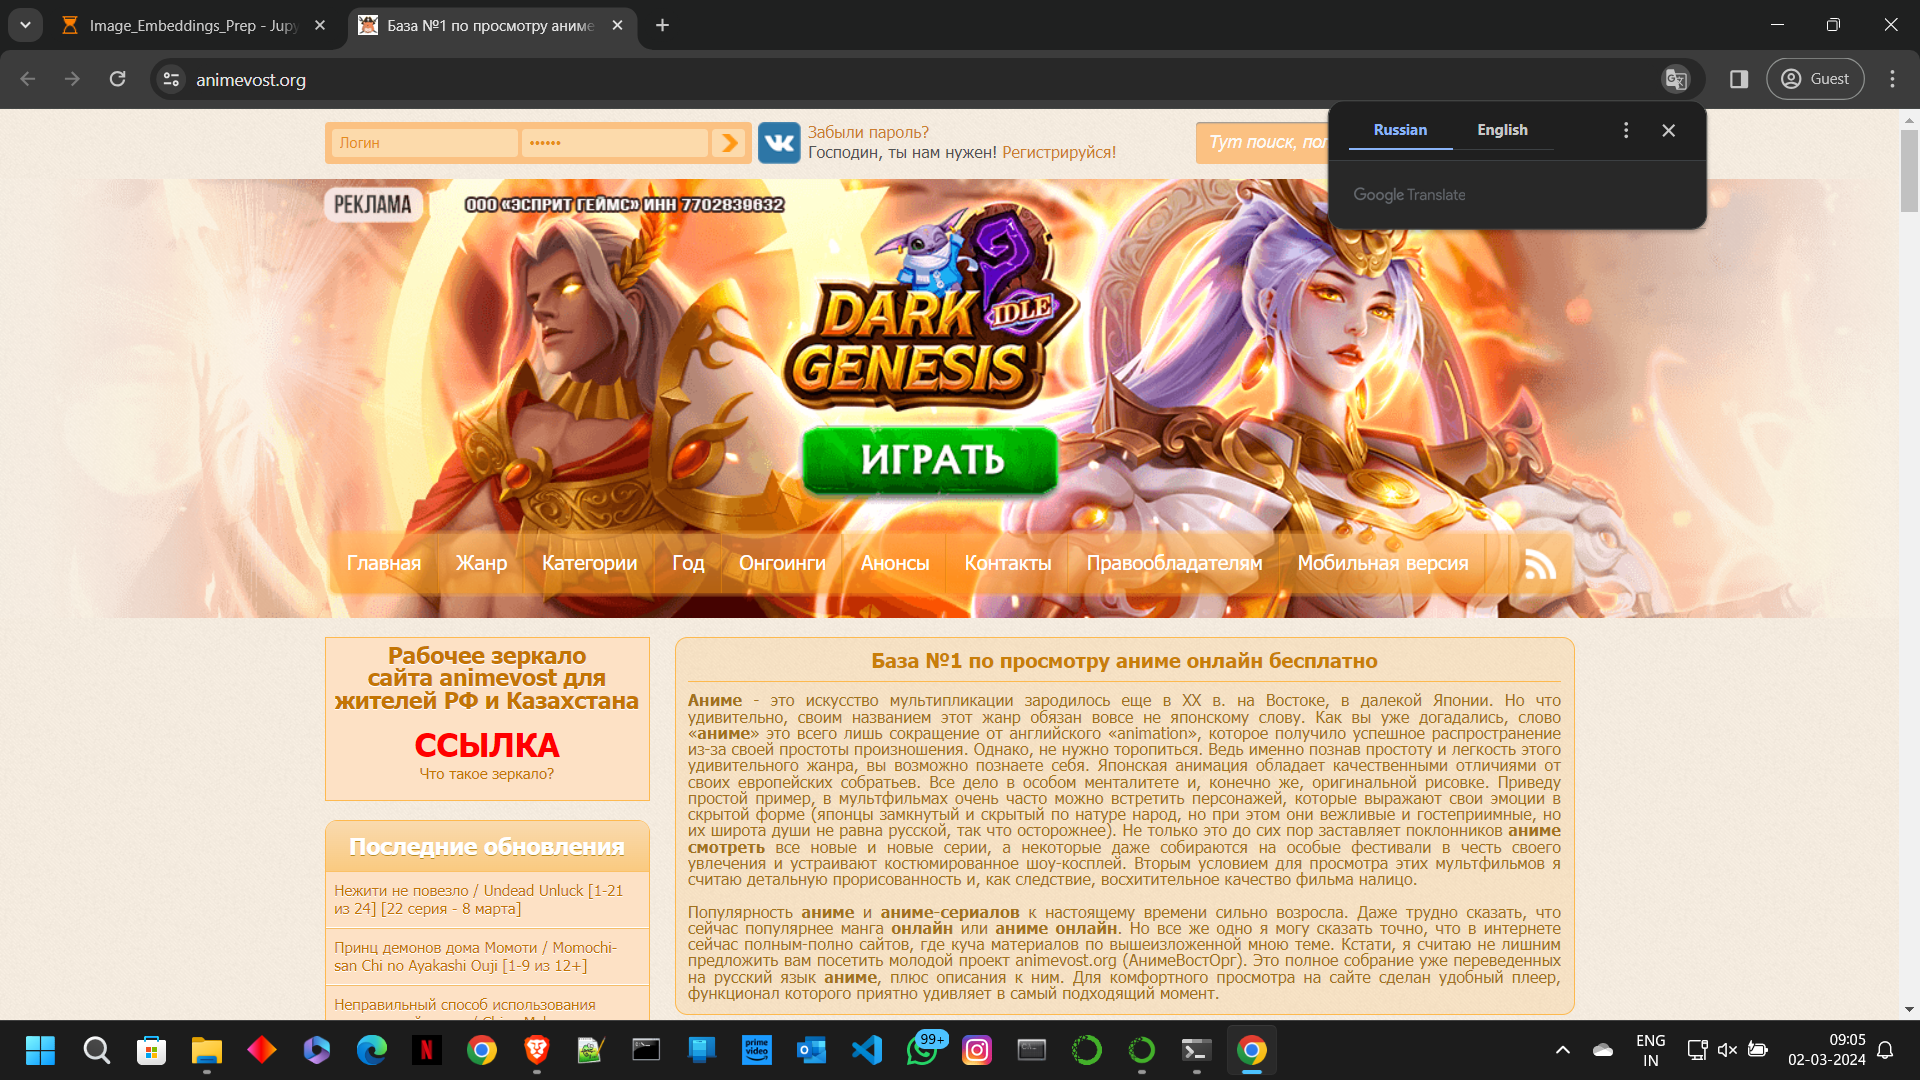 Image_Embeddings_Prep - Jupy
База №1 по просмотру аниме
animevost.org
Guest
Russian
English
Google Translate
Логин
••••••
Забыли пароль?
Господин, ты нам нужен! Регистрируйся!
Тут поиск, пол
РЕКЛАМА
ООО «ЭСПРИТ ГЕЙМС» ИНН 7702839632
DARK
IDLE
GENESIS
ИГРАТЬ
Главная
Жанр
Категории
Год
Онгоинги
Анонсы
Контакты
Правообладателям
Мобильная версия
Рабочее зеркало
сайта animevost для
жителей РФ и Казахстана
ССЫЛКА
Что такое зеркало?
Последние обновления
Нежити не повезло / Undead Unluck [1-21
из 24] [22 серия - 8 марта]
Принц демонов дома Момоти / Momochi-
san Chi no Ayakashi Ouji [1-9 из 12+]
Неправильный способ использования
База №1 по просмотру аниме онлайн бесплатно
Аниме - это искусство мультипликации зародилось еще в XX в. на Востоке, в далекой Японии. Но что
удивительно, своим названием этот жанр обязан вовсе не японскому слову. Как вы уже догадались, слово
«аниме» это всего лишь сокращение от английского «animation», которое получило успешное распространение
из-за своей простоты произношения. Однако, не нужно торопиться. Ведь именно познав простоту и легкость этого
удивительного жанра, вы возможно познаете себя. Японская анимация обладает качественными отличиями от
своих европейских собратьев. Все дело в особом менталитете и, конечно же, оригинальной рисовке. Приведу
простой пример, в мультфильмах очень часто можно встретить персонажей, которые выражают свои эмоции в
скрытой форме (японцы замкнутый и скрытый по натуре народ, но при этом они вежливые и гостеприимные, но
их широта души не равна русской, так что осторожнее). Не только это до сих пор заставляет поклонников аниме
смотреть все новые и новые серии, а некоторые даже собираются на особые фестивали в честь своего
увлечения и устраивают костюмированное шоу-косплей. Вторым условием для просмотра этих мультфильмов я
считаю детальную прорисованность и, как следствие, восхитительное качество фильма налицо.
Популярность аниме и аниме-сериалов к настоящему времени сильно возросла. Даже трудно сказать, что
сейчас популярнее манга онлайн или аниме онлайн. Но все же одно я могу сказать точно, что в интернете
сейчас полным-полно сайтов, где куча материалов по вышеизложенной мною теме. Кстати, я считаю не лишним
предложить вам посетить молодой проект animevost.org (АнимеВостОрг). Это полное собрание уже переведенных
на русский язык аниме, плюс описания к ним. Для комфортного просмотра на сайте сделан удобный плеер,
функционал которого приятно удивляет в самый подходящий момент.
prime
video
99+
ENG
IN
09:05
02-03-2024